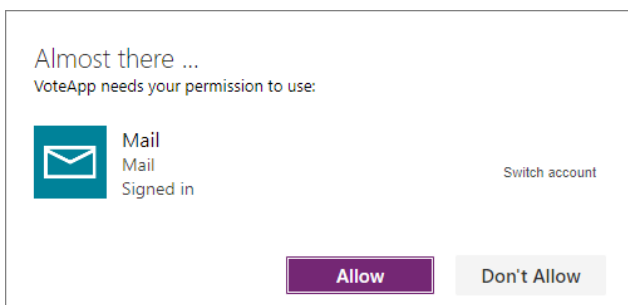 Almost there ...
VoteApp needs your permission to use:
Mail
Mail
Signed in
Switch account
Allow
Don't Allow